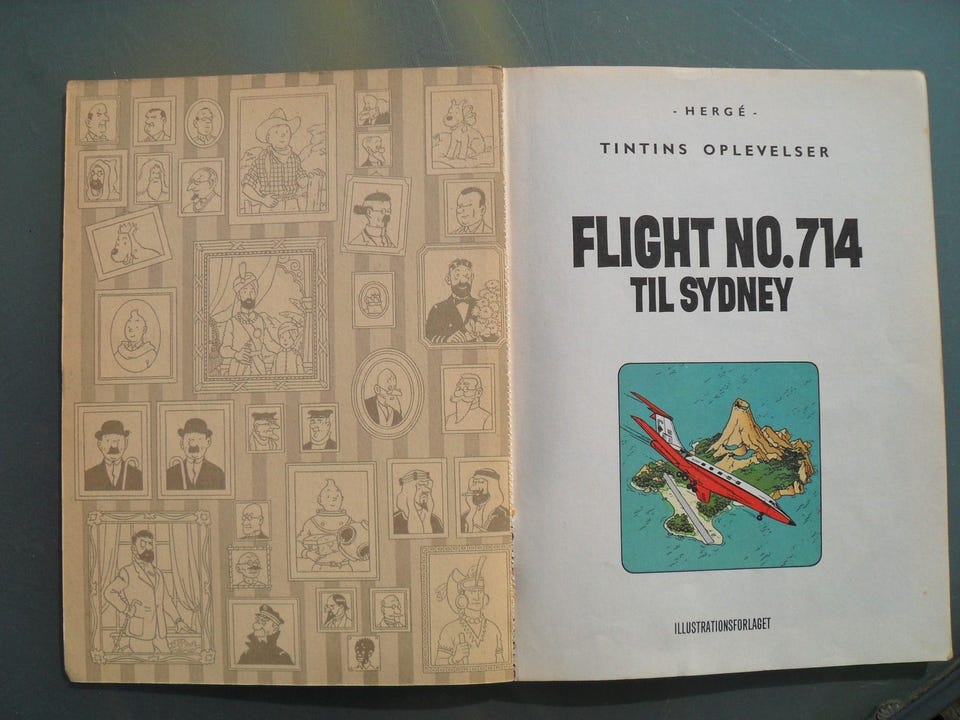 - HERGÉ -
TINTINS OPLEVELSER
FLIGHT NO. 714
TIL SYDNEY
ILLUSTRATIONSFORLAGET